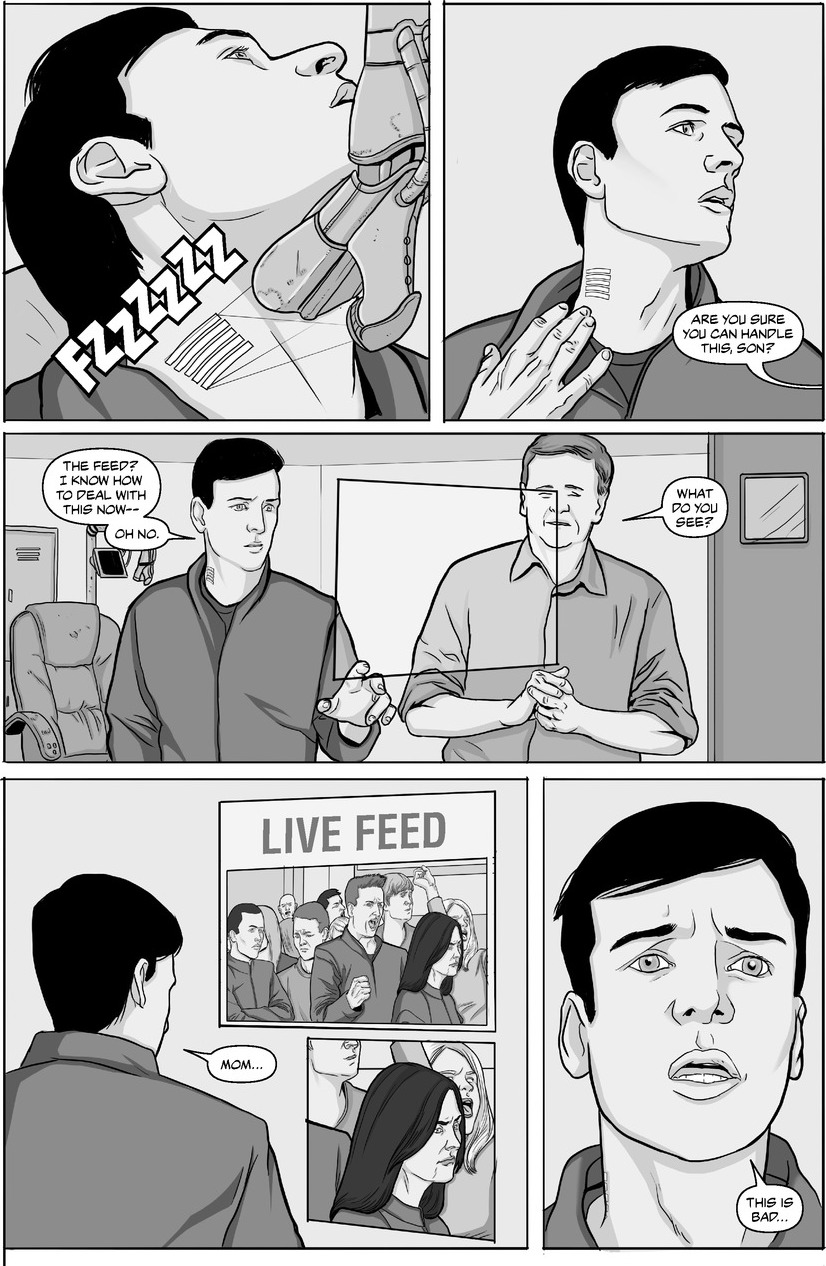 FZZZZZZ
ARE YOU SURE
YOU CAN HANDLE
THIS, SON?
THE FEED?
I KNOW HOW
TO DEAL WITH
THIS NOW--
OH NO.
WHAT
DO YOU
SEE?
LIVE FEED
MOM...
THIS IS
BAD...